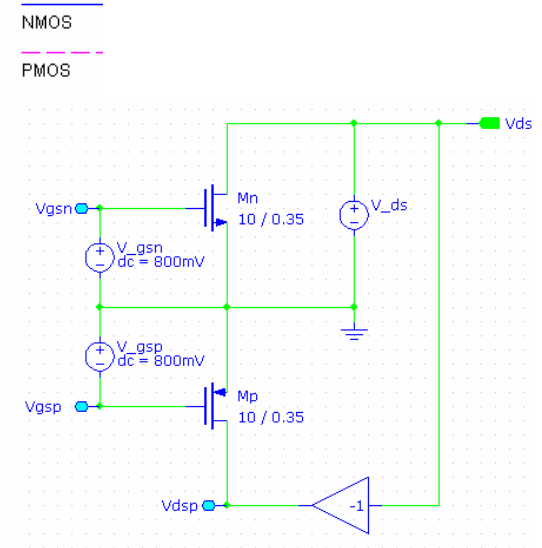 NMOS
PMOS
Vds
Mn
Vgsn
V_ds
10 / 0.35
V_gsn
dc = 800mV
V_gsp
dc = 800mV
Mp
Vgsp
10 / 0.35
Vdsp
-1
+
−
+
−
+
−